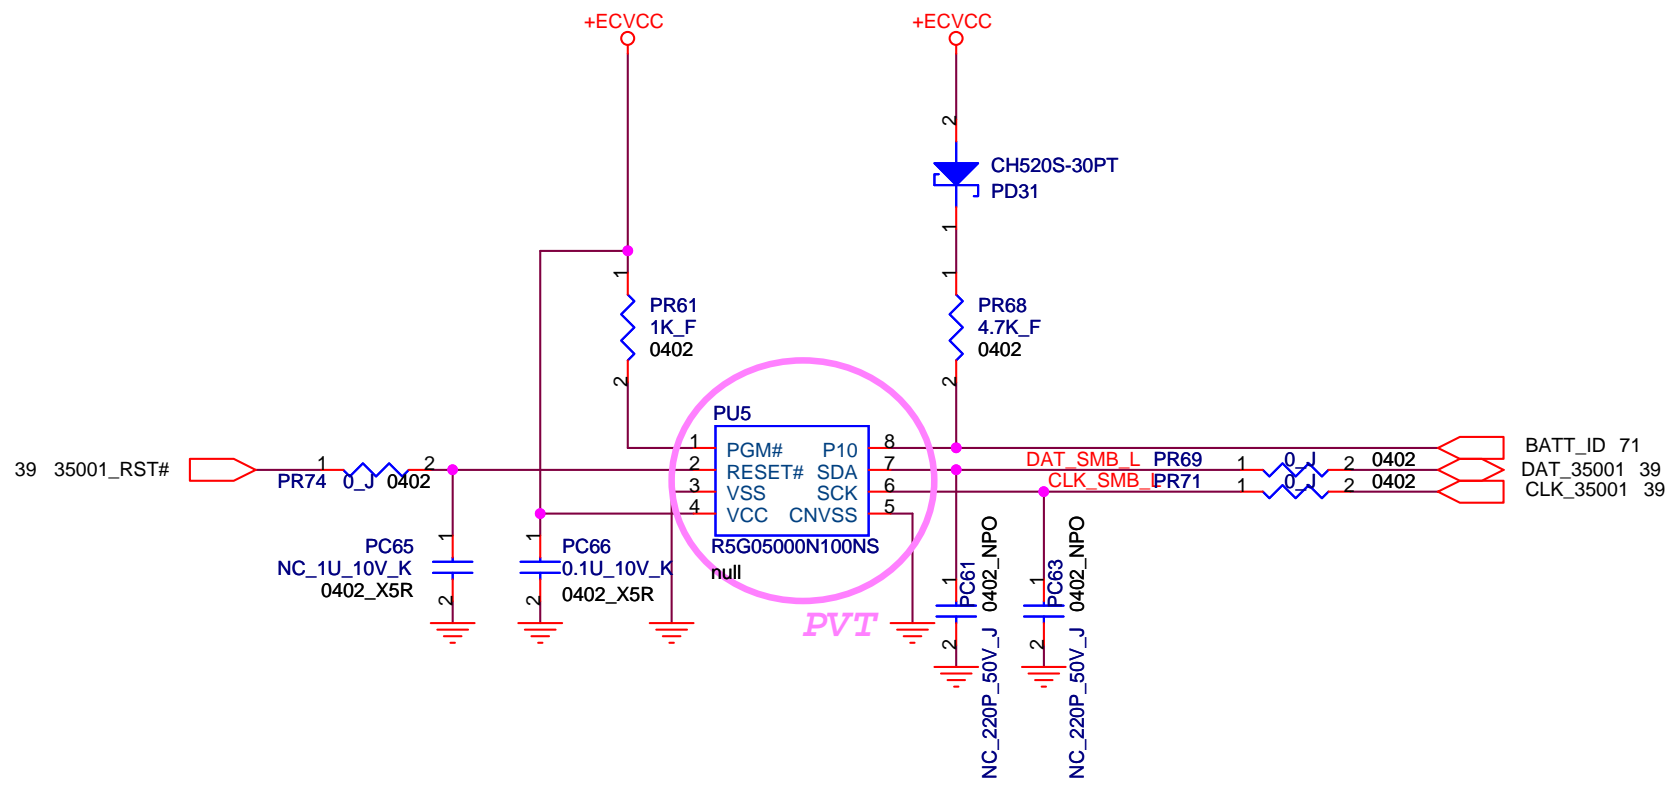 +ECVCC
+ECVCC
2
CH520S-30PT
PD31
1
1
1
PR61
1K_F
0402
PR68
4.7K_F
0402
2
2
PU5
1 PGM# P10 8
2 RESET# SDA 7
3 VSS SCK 6
4 VCC CNVSS 5
R5G05000N100NS
null
PVT
39 35001_RST#
1 2
PR74 0_J 0402
BATT_ID 71
DAT_SMB_L PR69 1 0_J 2 0402 DAT_35001 39
CLK_SMB_L PR71 1 0_J 2 0402 CLK_35001 39
1
PC65
NC_1U_10V_K
0402_X5R
2
1
PC66
0.1U_10V_K
0402_X5R
2
1
PC61
NC_220P_50V_J 0402_NPO
2
1
PC63
NC_220P_50V_J 0402_NPO
2